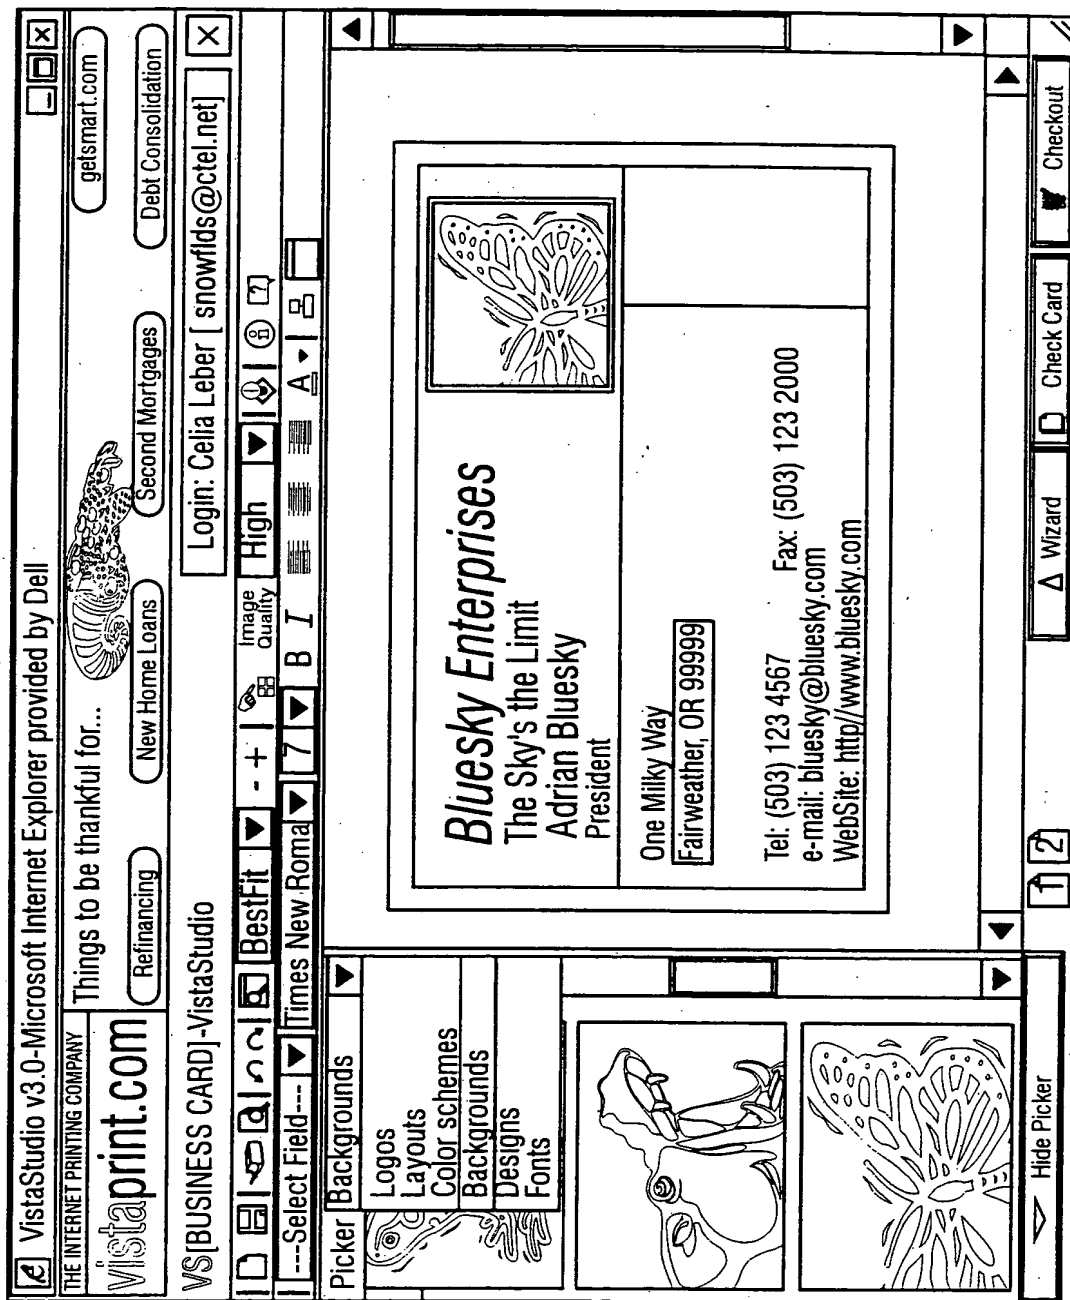 VistaStudio v3.0-Microsoft Internet Explorer provided by Dell
THE INTERNET PRINTING COMPANY
vistaprint.com
Things to be thankful for...
getsmart.com
Refinancing
New Home Loans
Second Mortgages
Debt Consolidation
VS[BUSINESS CARD]-VistaStudio
Login: Celia Leber [ snowflds@ctel.net]
BestFit
- +
Image
Quality
High
---Select Field---
Times New Roma
7
B I
A
Picker
Backgrounds
Logos
Layouts
Color schemes
Backgrounds
Designs
Fonts
Bluesky Enterprises
The Sky's the Limit
Adrian Bluesky
President
One Milky Way
Fairweather, OR 99999
Tel: (503) 123 4567 Fax: (503) 123 2000
e-mail: bluesky@bluesky.com
WebSite: http//www.bluesky.com
Hide Picker
1 2
Wizard
Check Card
Checkout